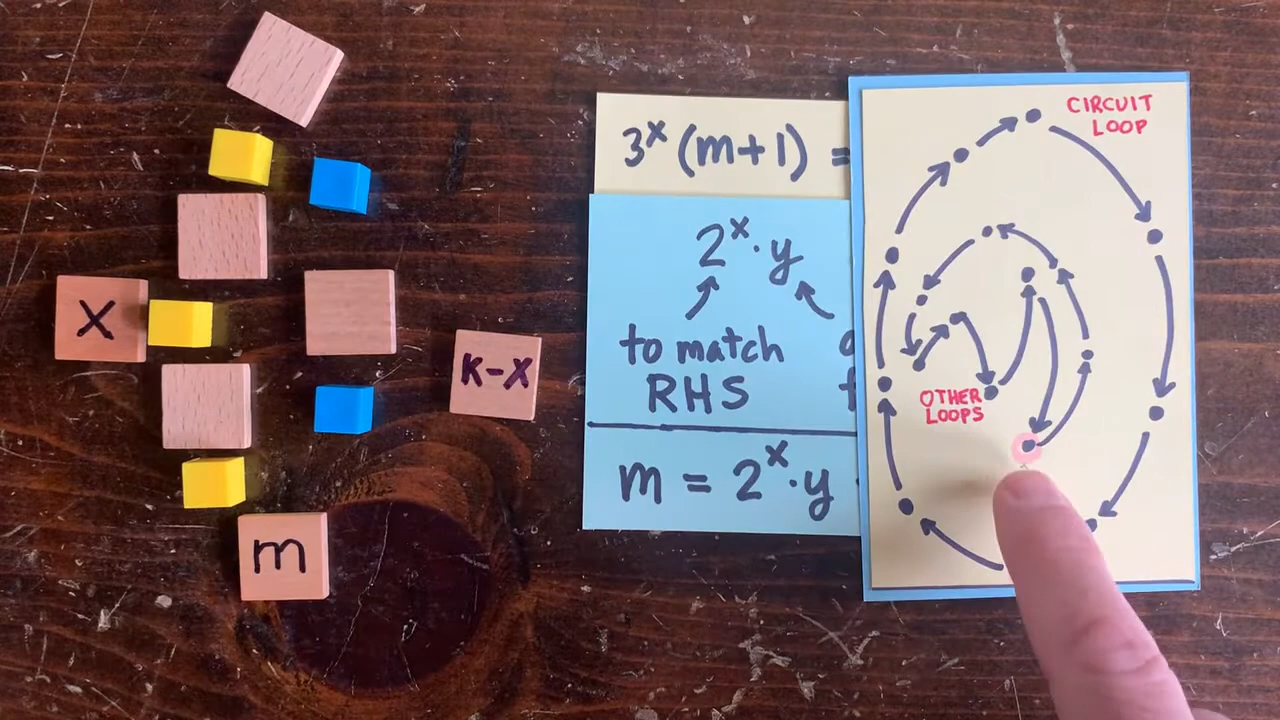 X
K-X
m
3^x (m+1) =
2^x · y
to match
RHS
m = 2^x · y
CIRCUIT
LOOP
OTHER
LOOPS